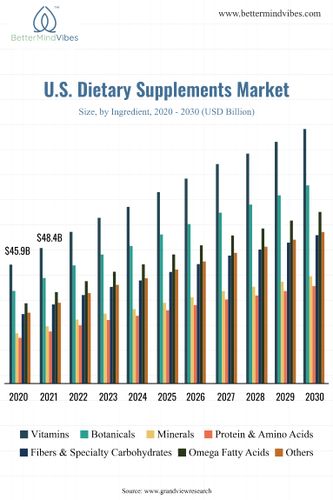 www.bettermindvibes.com
TM
BetterMindVibes
U.S. Dietary Supplements Market
Size, by Ingredient, 2020 - 2030 (USD Billion)
$45.9B
$48.4B
2020 2021 2022 2023 2024 2025 2026 2027 2028 2029 2030
Vitamins Botanicals Minerals Protein & Amino Acids
Fibers & Specialty Carbohydrates Omega Fatty Acids Others
Source: www.grandviewresearch